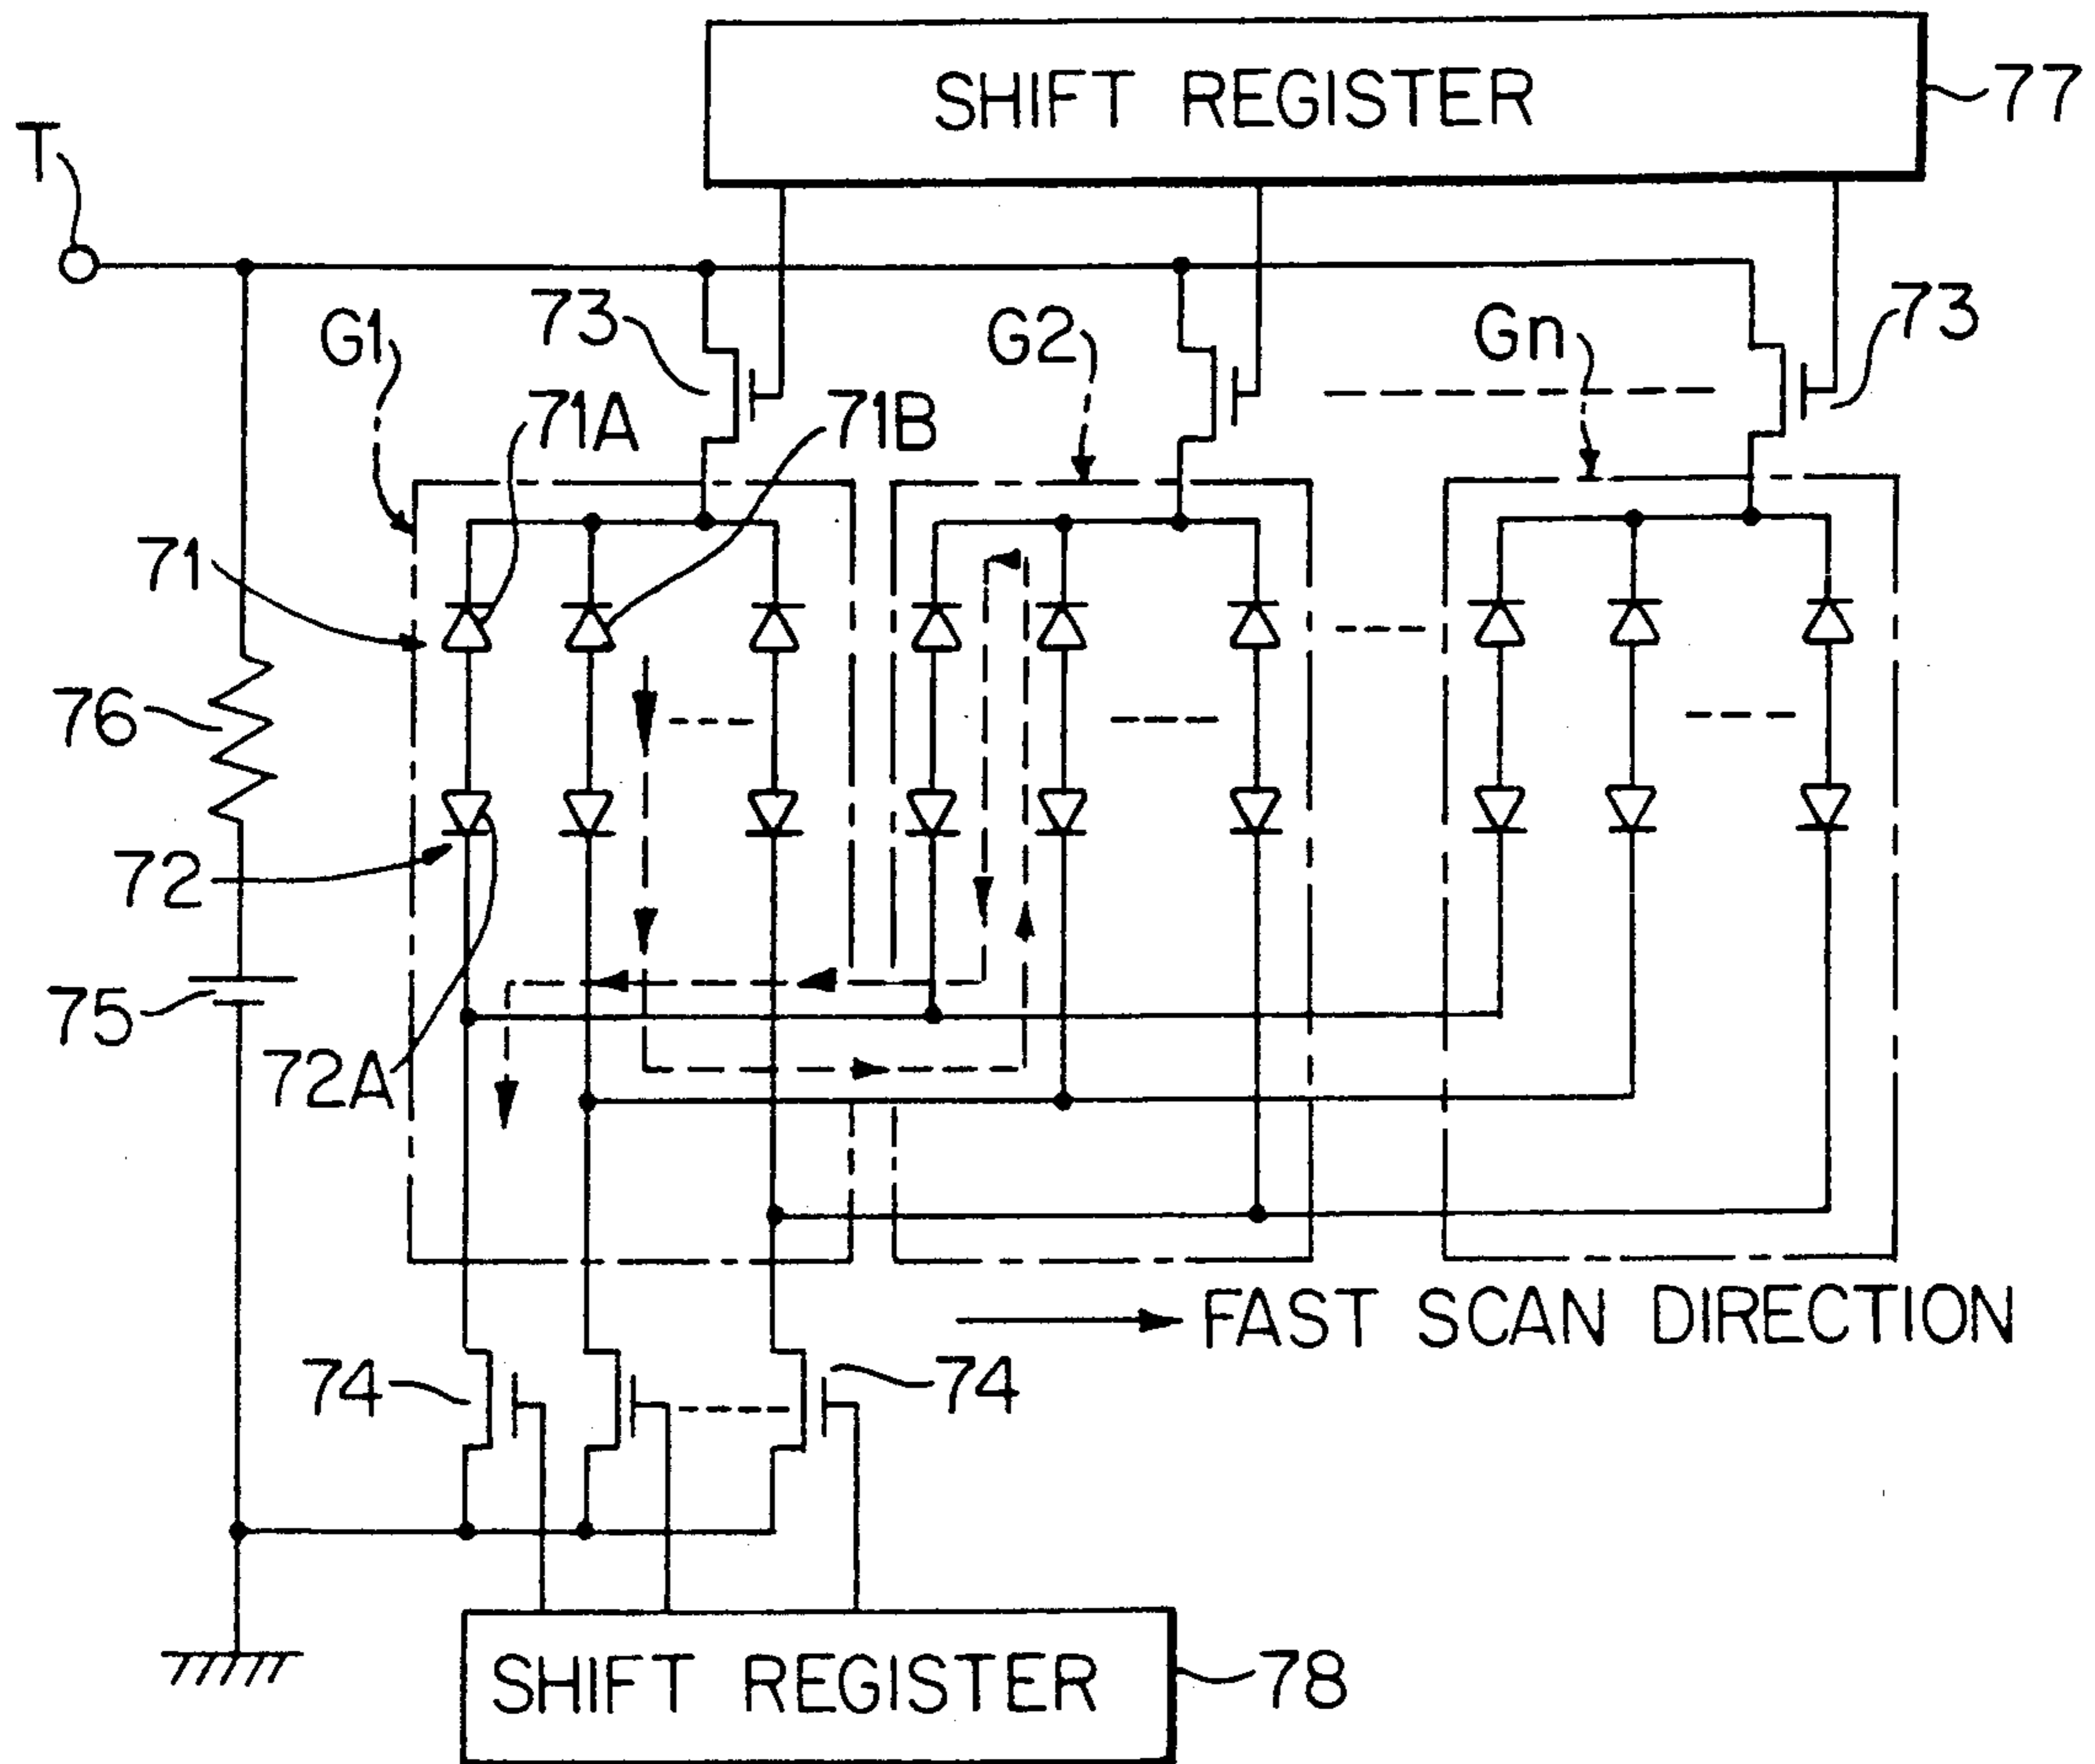 SHIFT REGISTER
77
T
G1
73
G2
Gn
73
71A
71B
71
76
72
75
72A
FAST SCAN DIRECTION
74
74
SHIFT REGISTER
78